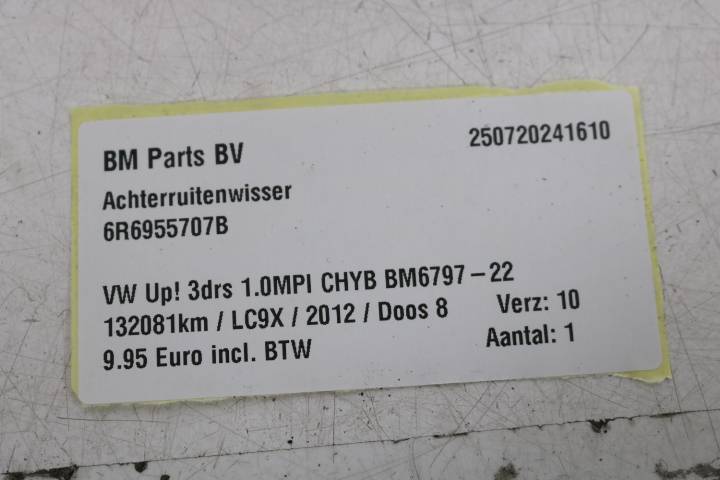 BM Parts BV 250720241610
Achterruitenwisser
6R6955707B
VW Up! 3drs 1.0MPI CHYB BM6797-22
132081km / LC9X / 2012 / Doos 8 Verz: 10
9.95 Euro incl. BTW Aantal: 1